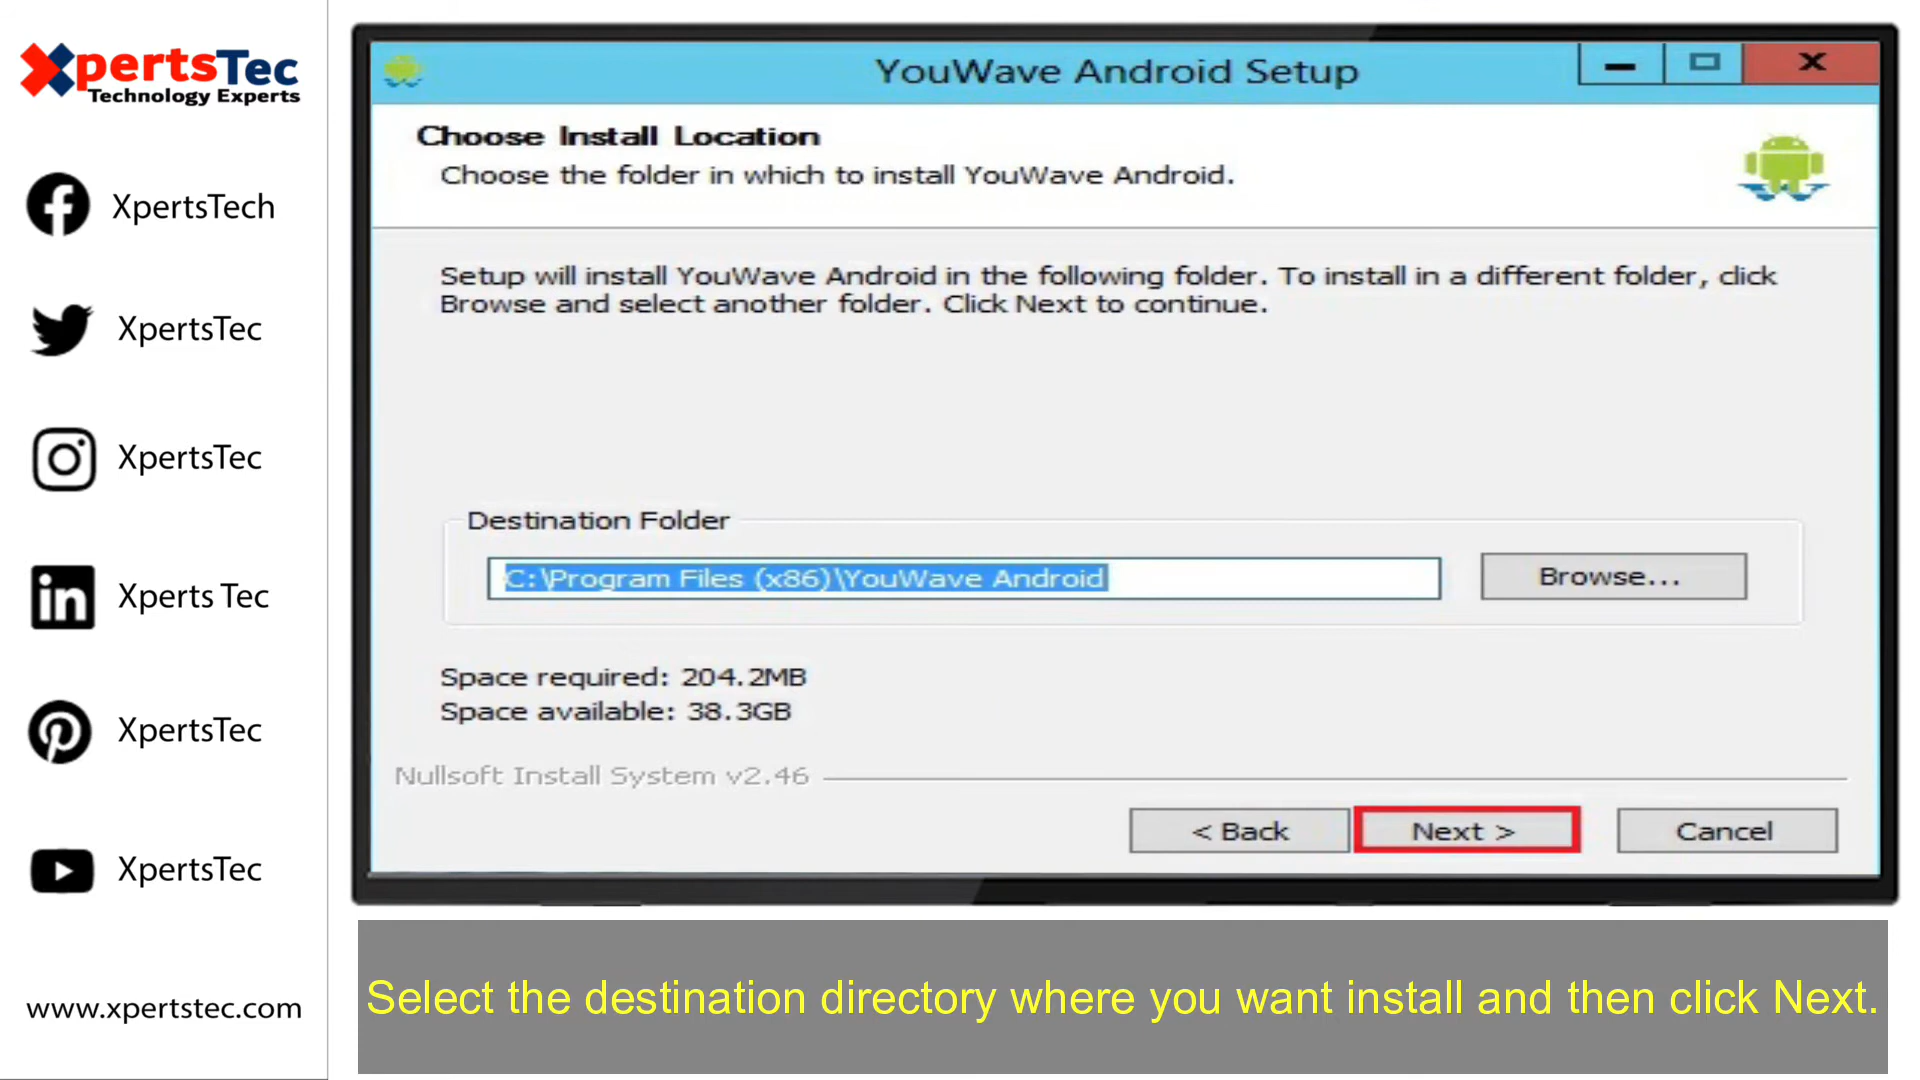 XpertsTec
Technology Experts
XpertsTech
XpertsTec
XpertsTec
Xperts Tec
XpertsTec
XpertsTec
www.xpertstec.com
YouWave Android Setup
Choose Install Location
Choose the folder in which to install YouWave Android.
Setup will install YouWave Android in the following folder. To install in a different folder, click
Browse and select another folder. Click Next to continue.
Destination Folder
C:\Program Files (x86)\YouWave Android
Browse...
Space required: 204.2MB
Space available: 38.3GB
Nullsoft Install System v2.46
< Back
Next >
Cancel
Select the destination directory where you want install and then click Next.